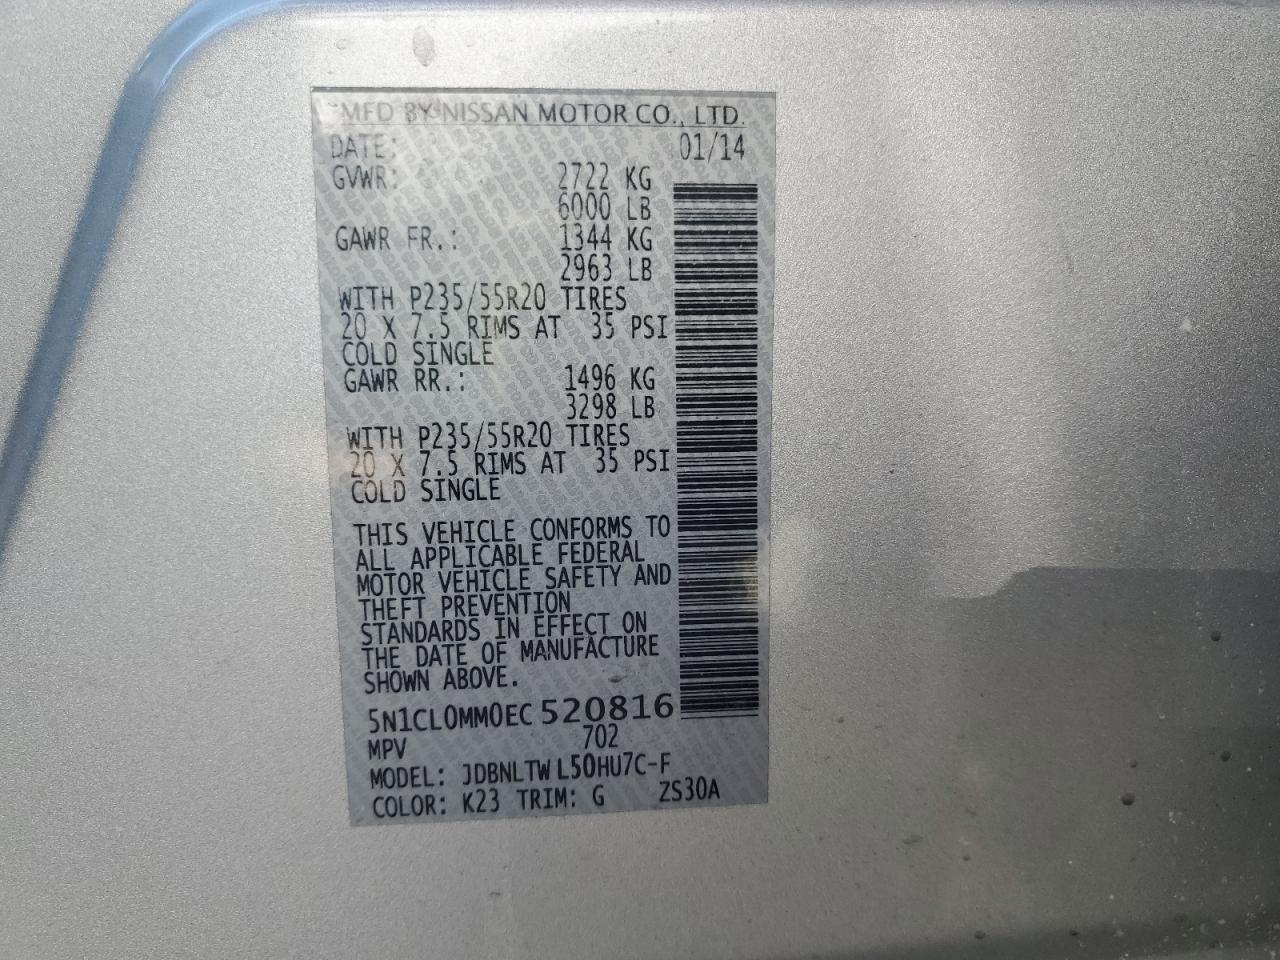 MFD BY NISSAN MOTOR CO., LTD.
DATE: 01/14
GVWR: 2722 KG
6000 LB
GAWR FR.: 1344 KG
2963 LB
WITH P235/55R20 TIRES
20 X 7.5 RIMS AT 35 PSI
COLD SINGLE
GAWR RR.: 1496 KG
3298 LB
WITH P235/55R20 TIRES
20 X 7.5 RIMS AT 35 PSI
COLD SINGLE
THIS VEHICLE CONFORMS TO
ALL APPLICABLE FEDERAL
MOTOR VEHICLE SAFETY AND
THEFT PREVENTION
STANDARDS IN EFFECT ON
THE DATE OF MANUFACTURE
SHOWN ABOVE.
5N1CL0MM0EC520816
MPV 702
MODEL: JDBNLTWL50HU7C-F
COLOR: K23 TRIM: G ZS30A